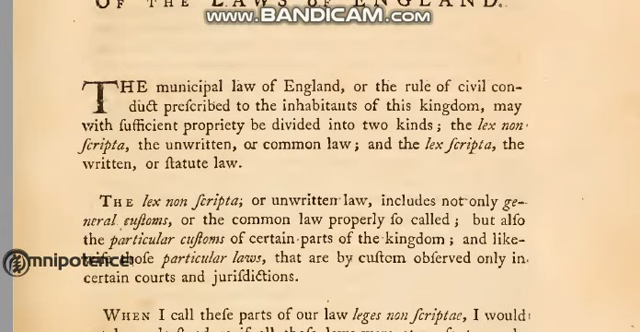 OF THE LAWS OF ENGLAND.
www.BANDICAM.com
THE municipal law of England, or the rule of civil con-
duct preſcribed to the inhabitants of this kingdom, may
with ſufficient propriety be divided into two kinds; the lex non
ſcripta, the unwritten, or common law; and the lex ſcripta, the
written, or ſtatute law.
THE lex non ſcripta, or unwritten law, includes not only ge-
neral cuſtoms, or the common law properly ſo called; but alſo
the particular cuſtoms of certain parts of the kingdom; and like-
thoſe particular laws, that are by cuſtom obſerved only in
Omnipotence
certain courts and juriſdictions.
WHEN I call theſe parts of our law leges non ſcriptae, I would